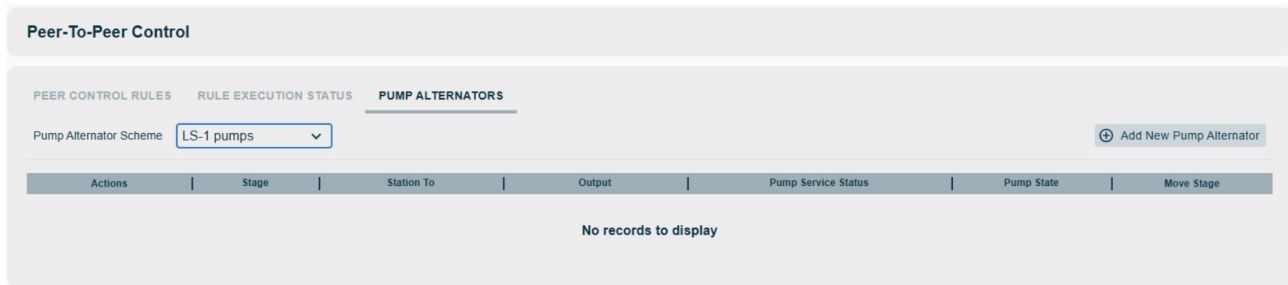 Peer-To-Peer Control
PEER CONTROL RULES RULE EXECUTION STATUS PUMP ALTERNATORS
Pump Alternator Scheme LS-1 pumps Add New Pump Alternator
Actions Stage Station To Output Pump Service Status Pump State Move Stage
No records to display